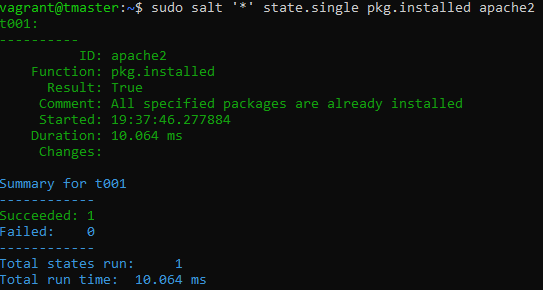 vagrant@tmaster:~$ sudo salt '*' state.single pkg.installed apache2
t001:
----------
          ID: apache2
    Function: pkg.installed
      Result: True
     Comment: All specified packages are already installed
     Started: 19:37:46.277884
    Duration: 10.064 ms
     Changes:

Summary for t001
------------
Succeeded: 1
Failed:    0
------------
Total states run:     1
Total run time:  10.064 ms